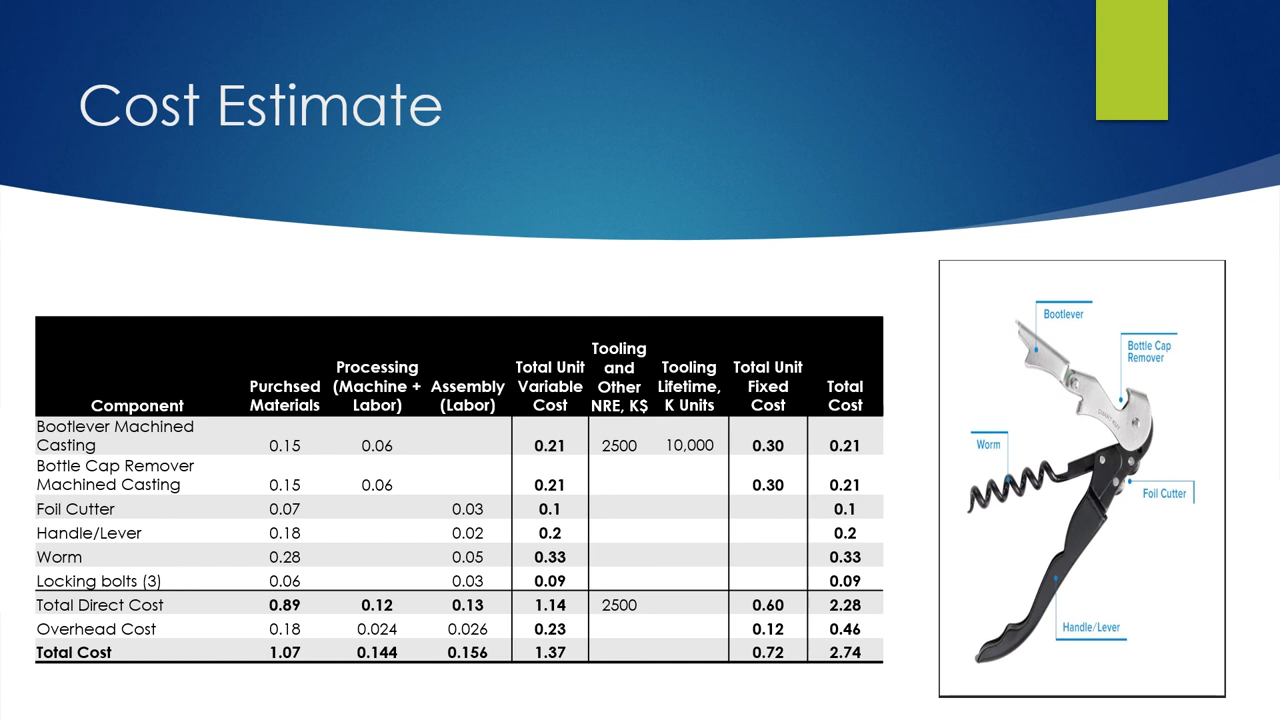 Cost Estimate
Component Purchsed Materials Processing (Machine + Labor) Assembly (Labor) Total Unit Variable Cost Tooling and Other NRE, K$ Tooling Lifetime, K Units Total Unit Fixed Cost Total Cost
Bootlever Machined Casting 0.15 0.06 0.21 2500 10,000 0.30 0.21
Bottle Cap Remover Machined Casting 0.15 0.06 0.21 0.30 0.21
Foil Cutter 0.07 0.03 0.1 0.1
Handle/Lever 0.18 0.02 0.2 0.2
Worm 0.28 0.05 0.33 0.33
Locking bolts (3) 0.06 0.03 0.09 0.09
Total Direct Cost 0.89 0.12 0.13 1.14 2500 0.60 2.28
Overhead Cost 0.18 0.024 0.026 0.23 0.12 0.46
Total Cost 1.07 0.144 0.156 1.37 0.72 2.74
Bootlever
Bottle Cap
Remover
Worm
Foil Cutter
Handle/Lever